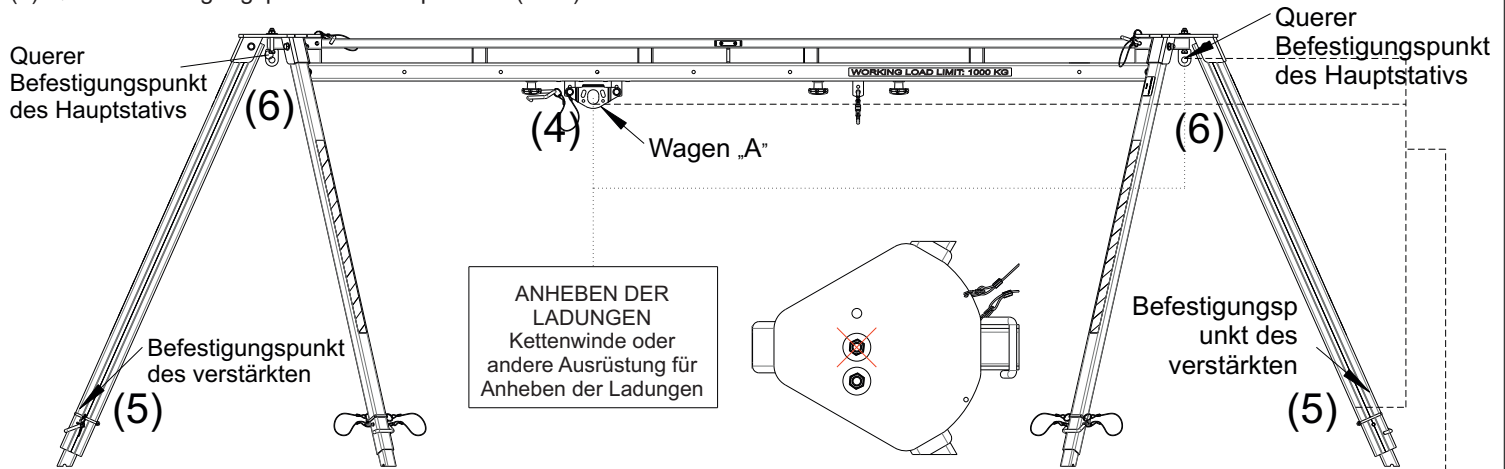 Querer
Befestigungspunkt
des Hauptstativs
(6)
(4)
Wagen „A”
WORKING LOAD LIMIT: 1000 KG
Querer
Befestigungspunkt
des Hauptstativs
(6)
ANHEBEN DER
LADUNGEN
Kettenwinde oder
andere Ausrüstung für
Anheben der Ladungen
Befestigungspunkt
des verstärkten
(5)
Befestigungsp
unkt des
verstärkten
(5)